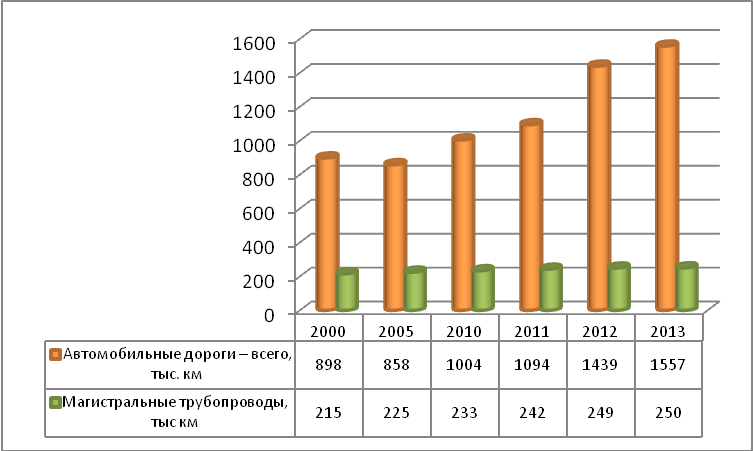 1600
1400
1200
1000
800
600
400
200
0
2000 2005 2010 2011 2012 2013
Автомобильные дороги – всего,
тыс. км
898 858 1004 1094 1439 1557
Магистральные трубопроводы,
тыс км
215 225 233 242 249 250